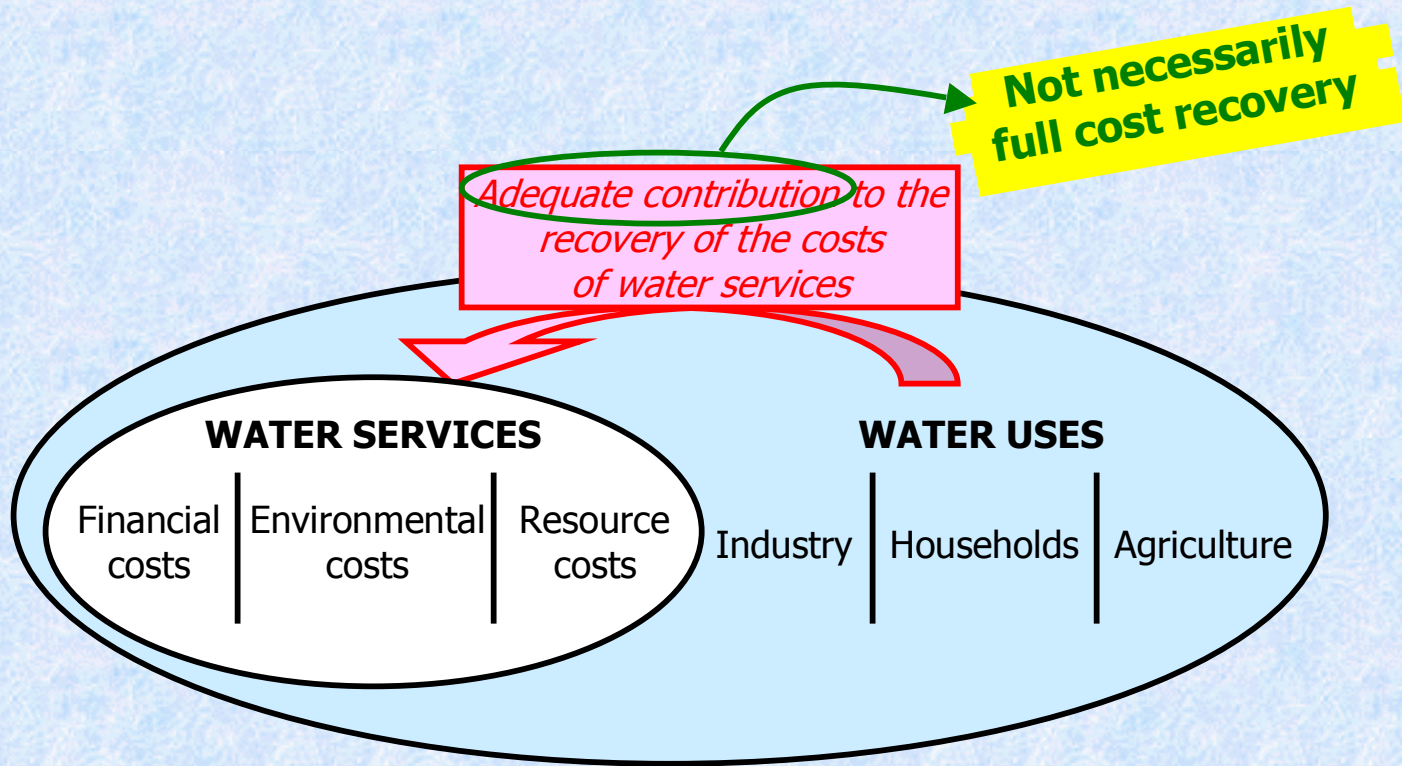 Not necessarily
full cost recovery
Adequate contribution to the
recovery of the costs
of water services
WATER SERVICES
Financial
costs
Environmental
costs
Resource
costs
WATER USES
Industry
Households
Agriculture